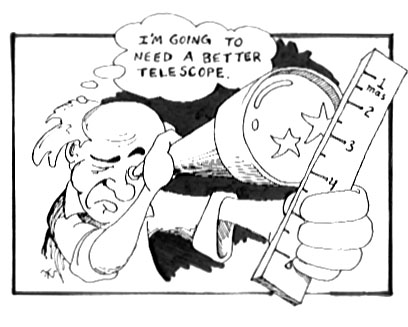 I'M GOING TO
NEED A BETTER
TELESCOPE.
1
mas
2
3
4